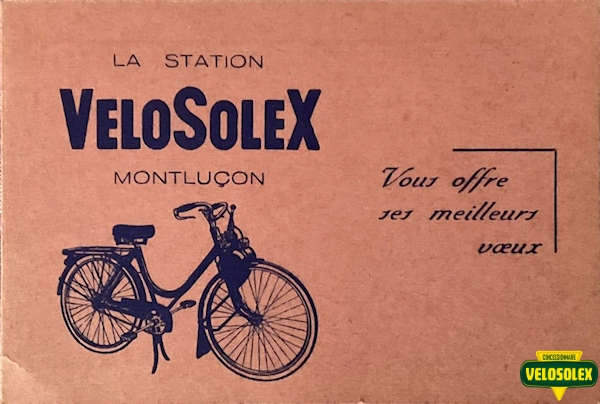 LA STATION
VELOSOLEX
MONTLUÇON
Vous offre
ses meilleurs
vœux
CONCESSIONNAIRE
VELOSOLEX